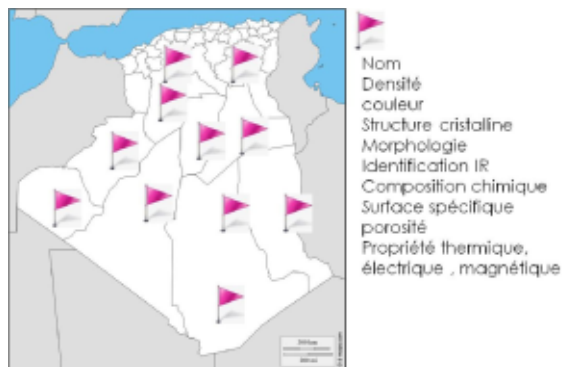 Nom
Densité
couleur
Structure cristalline
Morphologie
Identification IR
Composition chimique
Surface spécifique
porosité
Propriété thermique,
électrique , magnétique